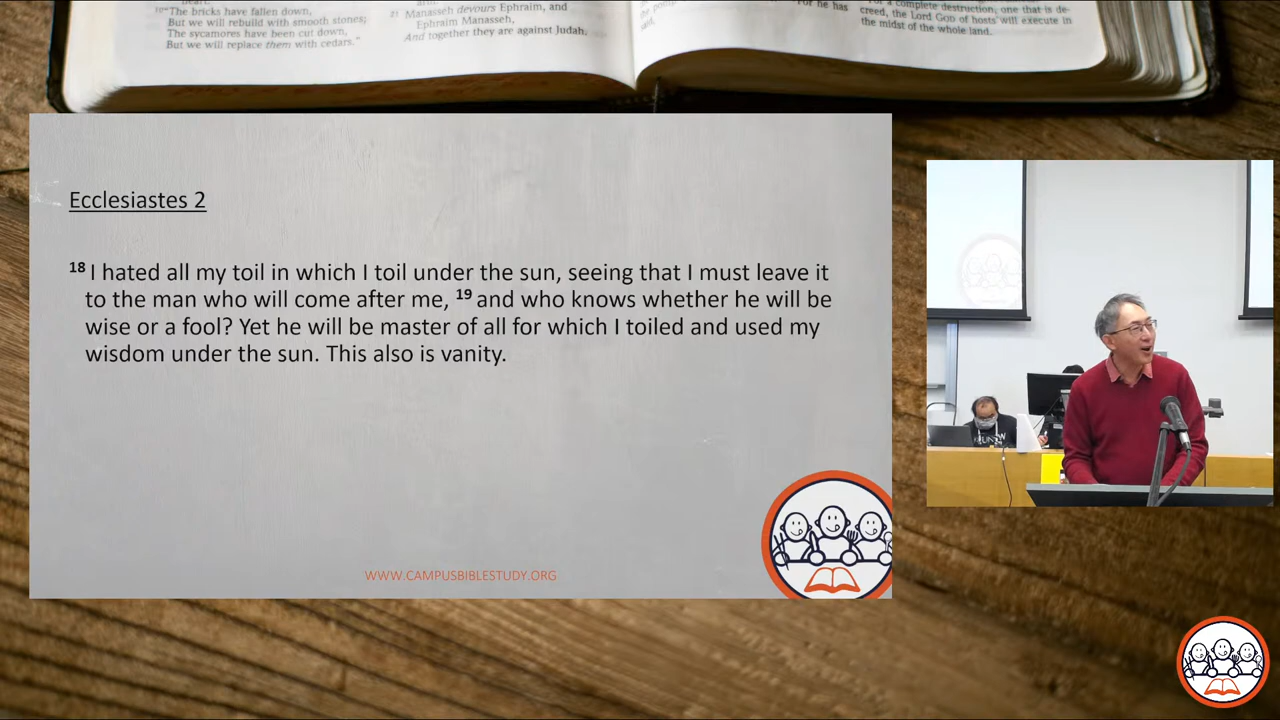 10 "The bricks have fallen down,
But we will rebuild with smooth stones;
The sycamores have been cut down,
But we will replace them with cedars."
21 Manasseh devours Ephraim, and
Ephraim Manasseh,
And together they are against Judah.
For he has
a complete destruction, one that is de-
creed, the Lord GOD of hosts will execute in
the midst of the whole land.
Ecclesiastes 2
18 I hated all my toil in which I toil under the sun, seeing that I must leave it
to the man who will come after me, 19 and who knows whether he will be
wise or a fool? Yet he will be master of all for which I toiled and used my
wisdom under the sun. This also is vanity.
WWW.CAMPUSBIBLESTUDY.ORG